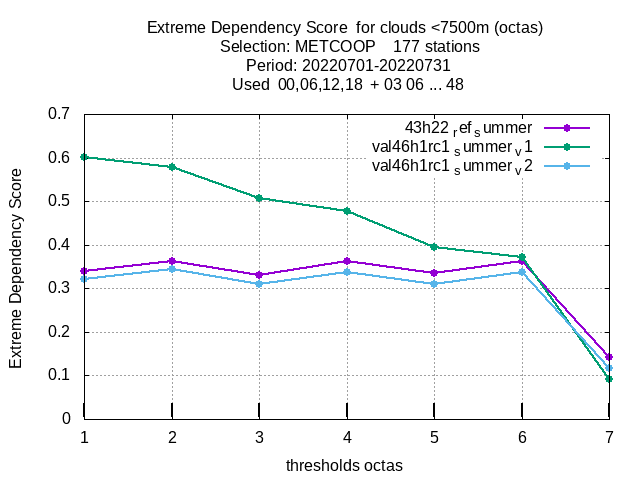 Extreme Dependency Score for clouds <7500m (octas)
Selection: METCOOP 177 stations
Period: 20220701-20220731
Used 00,06,12,18 + 03 06 ... 48
43h22 ref summer
val46h1rc1 summer v1
val46h1rc1 summer v2
Extreme Dependency Score
0.7
0.6
0.5
0.4
0.3
0.2
0.1
0
1 2 3 4 5 6 7
thresholds octas